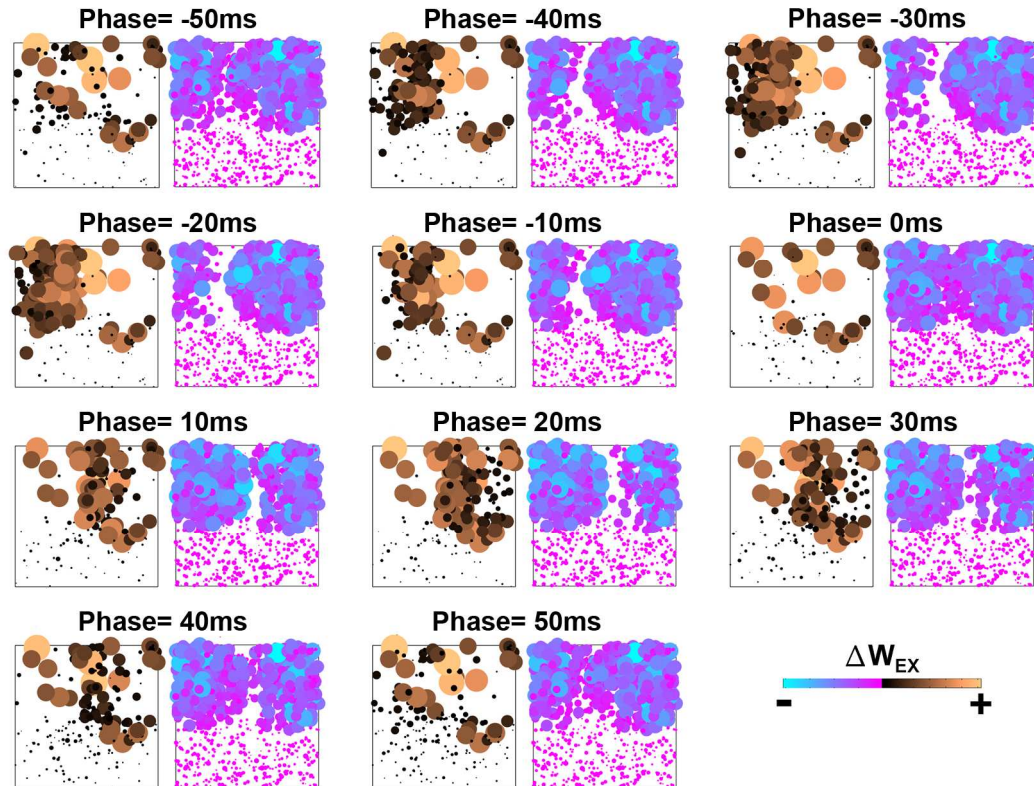 Phase= -50ms
Phase= -40ms
Phase= -30ms
Phase= -20ms
Phase= -10ms
Phase= 0ms
Phase= 10ms
Phase= 20ms
Phase= 30ms
Phase= 40ms
Phase= 50ms
ΔWEX
- +